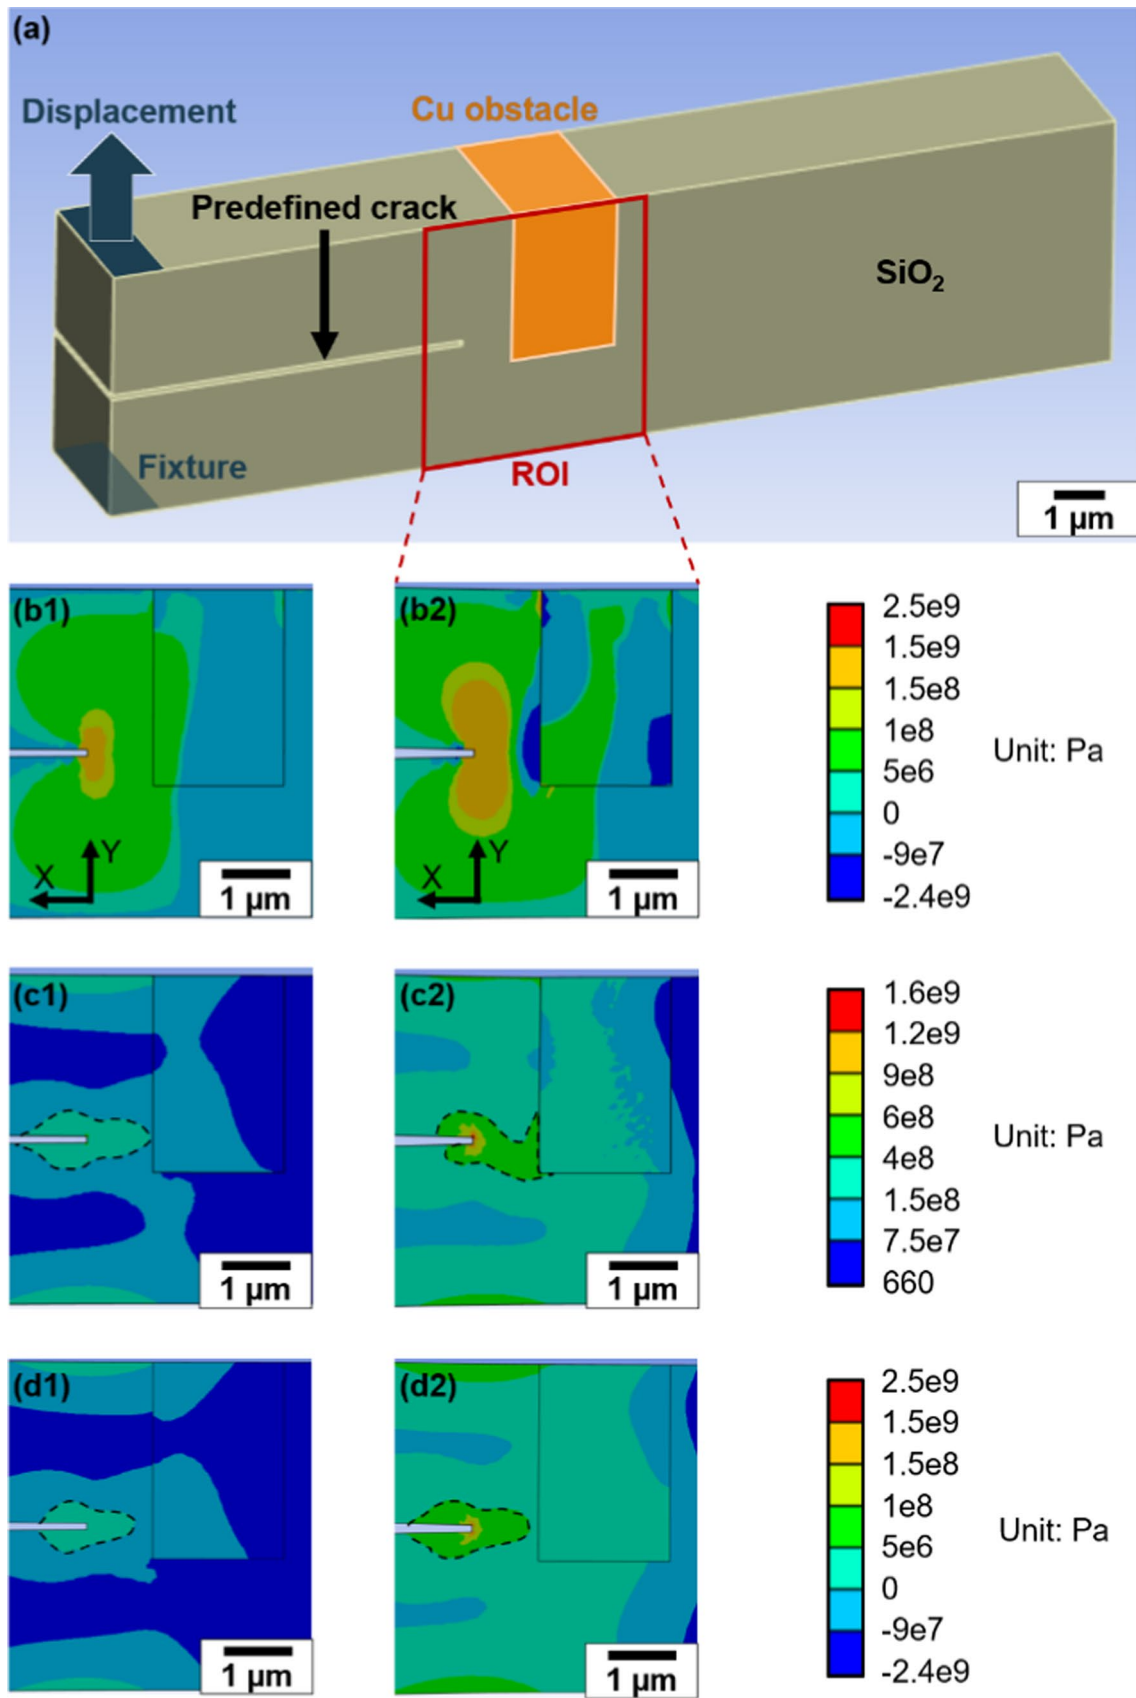 (a)
Displacement
Cu obstacle
Predefined crack
SiO₂
Fixture
ROI
1 µm
(b1)
Y
X
1 µm
(b2)
Y
X
1 µm
2.5e9
1.5e9
1.5e8
1e8
5e6
0
-9e7
-2.4e9
Unit: Pa
(c1)
1 µm
(c2)
1 µm
1.6e9
1.2e9
9e8
6e8
4e8
1.5e8
7.5e7
660
Unit: Pa
(d1)
1 µm
(d2)
1 µm
2.5e9
1.5e9
1.5e8
1e8
5e6
0
-9e7
-2.4e9
Unit: Pa